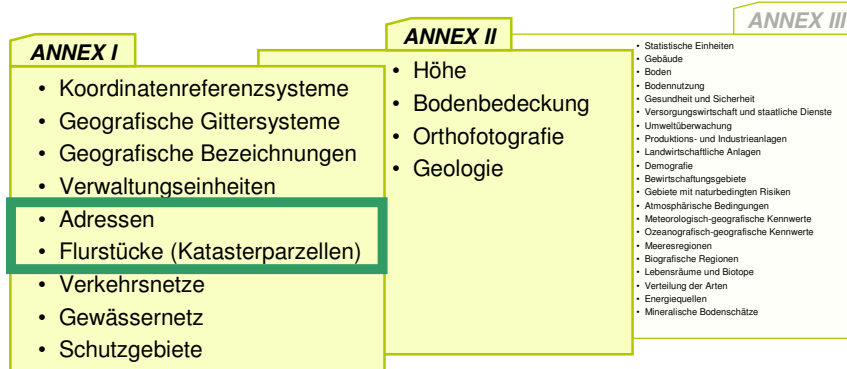 ANNEX I
• Koordinatenreferenzsysteme
• Geografische Gittersysteme
• Geografische Bezeichnungen
• Verwaltungseinheiten
• Adressen
• Flurstücke (Katasterparzellen)
• Verkehrsnetze
• Gewässernetz
• Schutzgebiete
ANNEX II
• Höhe
• Bodenbedeckung
• Orthofotografie
• Geologie
ANNEX III
• Statistische Einheiten
• Gebäude
• Boden
• Bodennutzung
• Gesundheit und Sicherheit
• Versorgungswirtschaft und staatliche Dienste
• Umweltüberwachung
• Produktions- und Industrieanlagen
• Landwirtschaftliche Anlagen
• Demografie
• Bewirtschaftungsgebiete
• Gebiete mit naturbedingten Risiken
• Atmosphärische Bedingungen
• Meteorologisch-geografische Kennwerte
• Ozeanografisch-geografische Kennwerte
• Meeresregionen
• Biografische Regionen
• Lebensräume und Biotope
• Verteilung der Arten
• Energiequellen
• Mineralische Bodenschätze